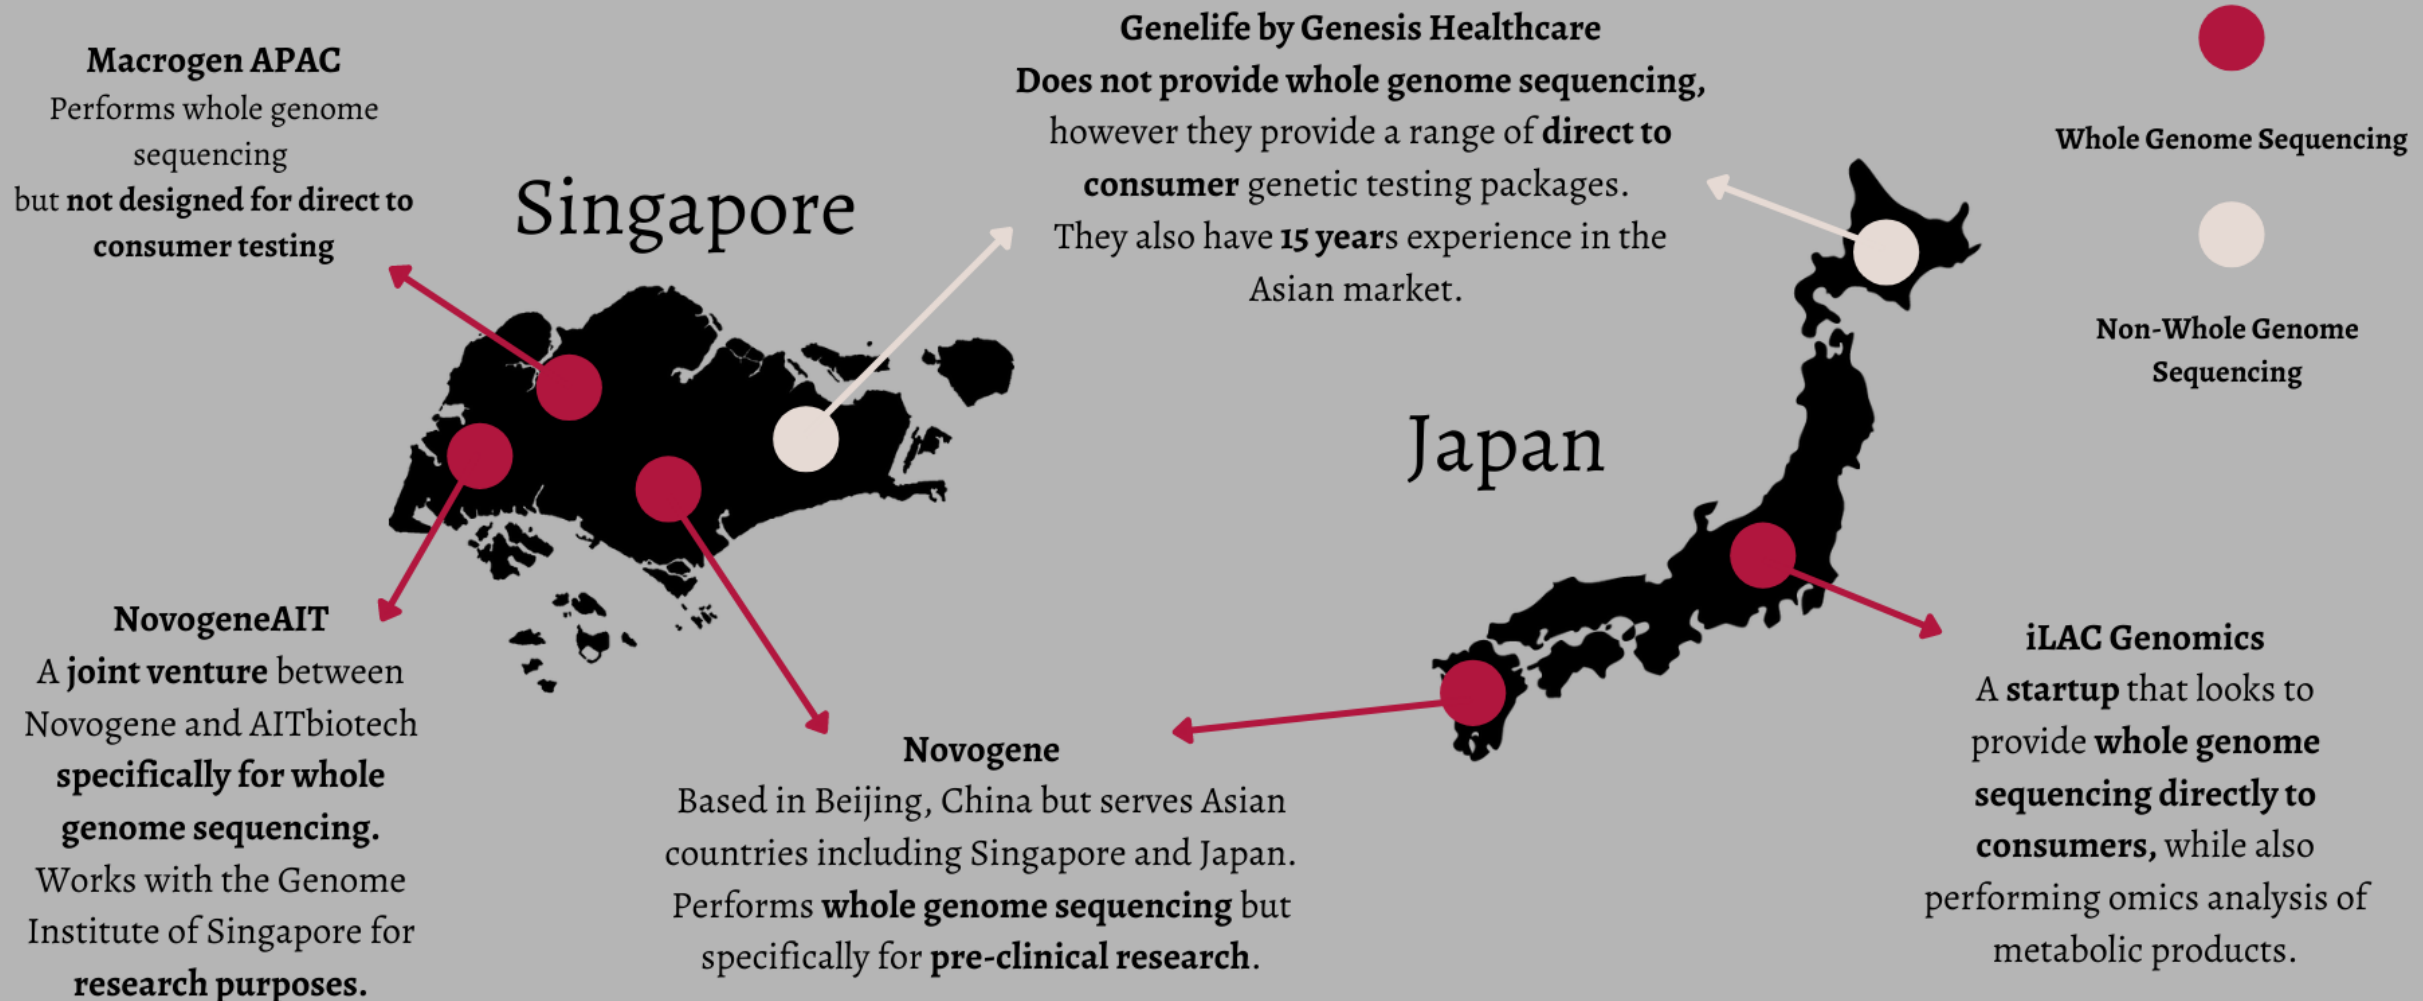 Macrogen APAC
Performs whole genome
sequencing
but not designed for direct to
consumer testing
Singapore
Genelife by Genesis Healthcare
Does not provide whole genome sequencing,
however they provide a range of direct to
consumer genetic testing packages.
They also have 15 years experience in the
Asian market.
Whole Genome Sequencing
Non-Whole Genome
Sequencing
Japan
NovogeneAIT
A joint venture between
Novogene and AITbiotech
specifically for whole
genome sequencing.
Works with the Genome
Institute of Singapore for
research purposes.
Novogene
Based in Beijing, China but serves Asian
countries including Singapore and Japan.
Performs whole genome sequencing but
specifically for pre-clinical research.
iLAC Genomics
A startup that looks to
provide whole genome
sequencing directly to
consumers, while also
performing omics analysis of
metabolic products.